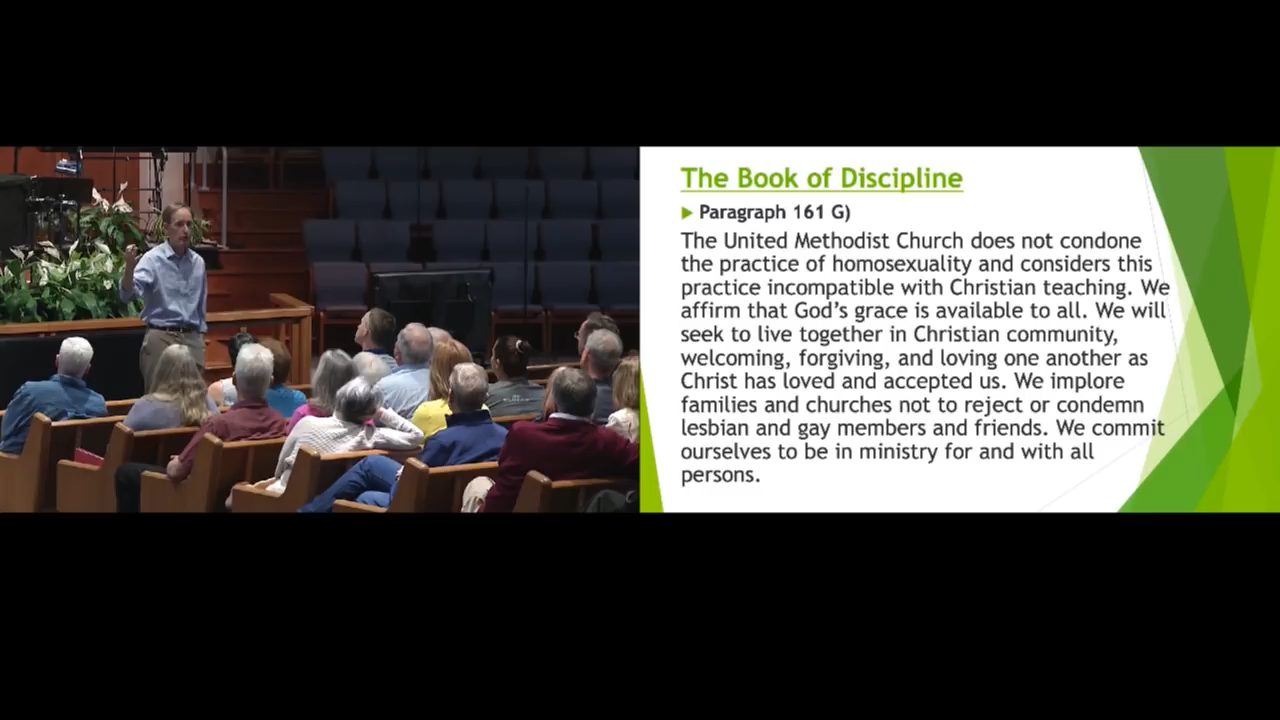 The Book of Discipline
Paragraph 161 G)
The United Methodist Church does not condone
the practice of homosexuality and considers this
practice incompatible with Christian teaching. We
affirm that God's grace is available to all. We will
seek to live together in Christian community,
welcoming, forgiving, and loving one another as
Christ has loved and accepted us. We implore
families and churches not to reject or condemn
lesbian and gay members and friends. We commit
ourselves to be in ministry for and with all
persons.